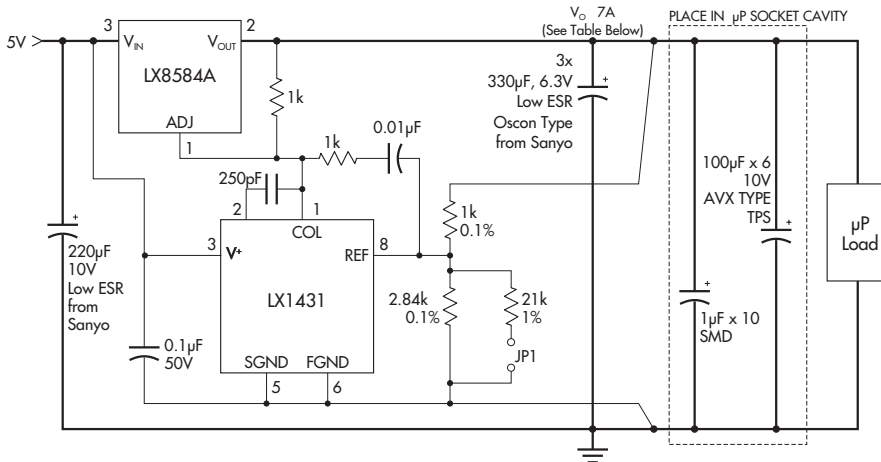 V_O 7A
(See Table Below)
PLACE IN µP SOCKET CAVITY
5V
3
V_IN
V_OUT
2
LX8584A
ADJ
1
1k
3x
330µF, 6.3V
Low ESR
Oscon Type
from Sanyo
+
1k
0.01µF
250pF
2
1
COL
1k
0.1%
100µF x 6
10V
AVX TYPE
TPS
+
µP
Load
+
220µF
10V
Low ESR
from
Sanyo
3
V+
REF
8
LX1431
2.84k
0.1%
21k
1%
+
1µF x 10
SMD
JP1
0.1µF
50V
SGND
FGND
5
6